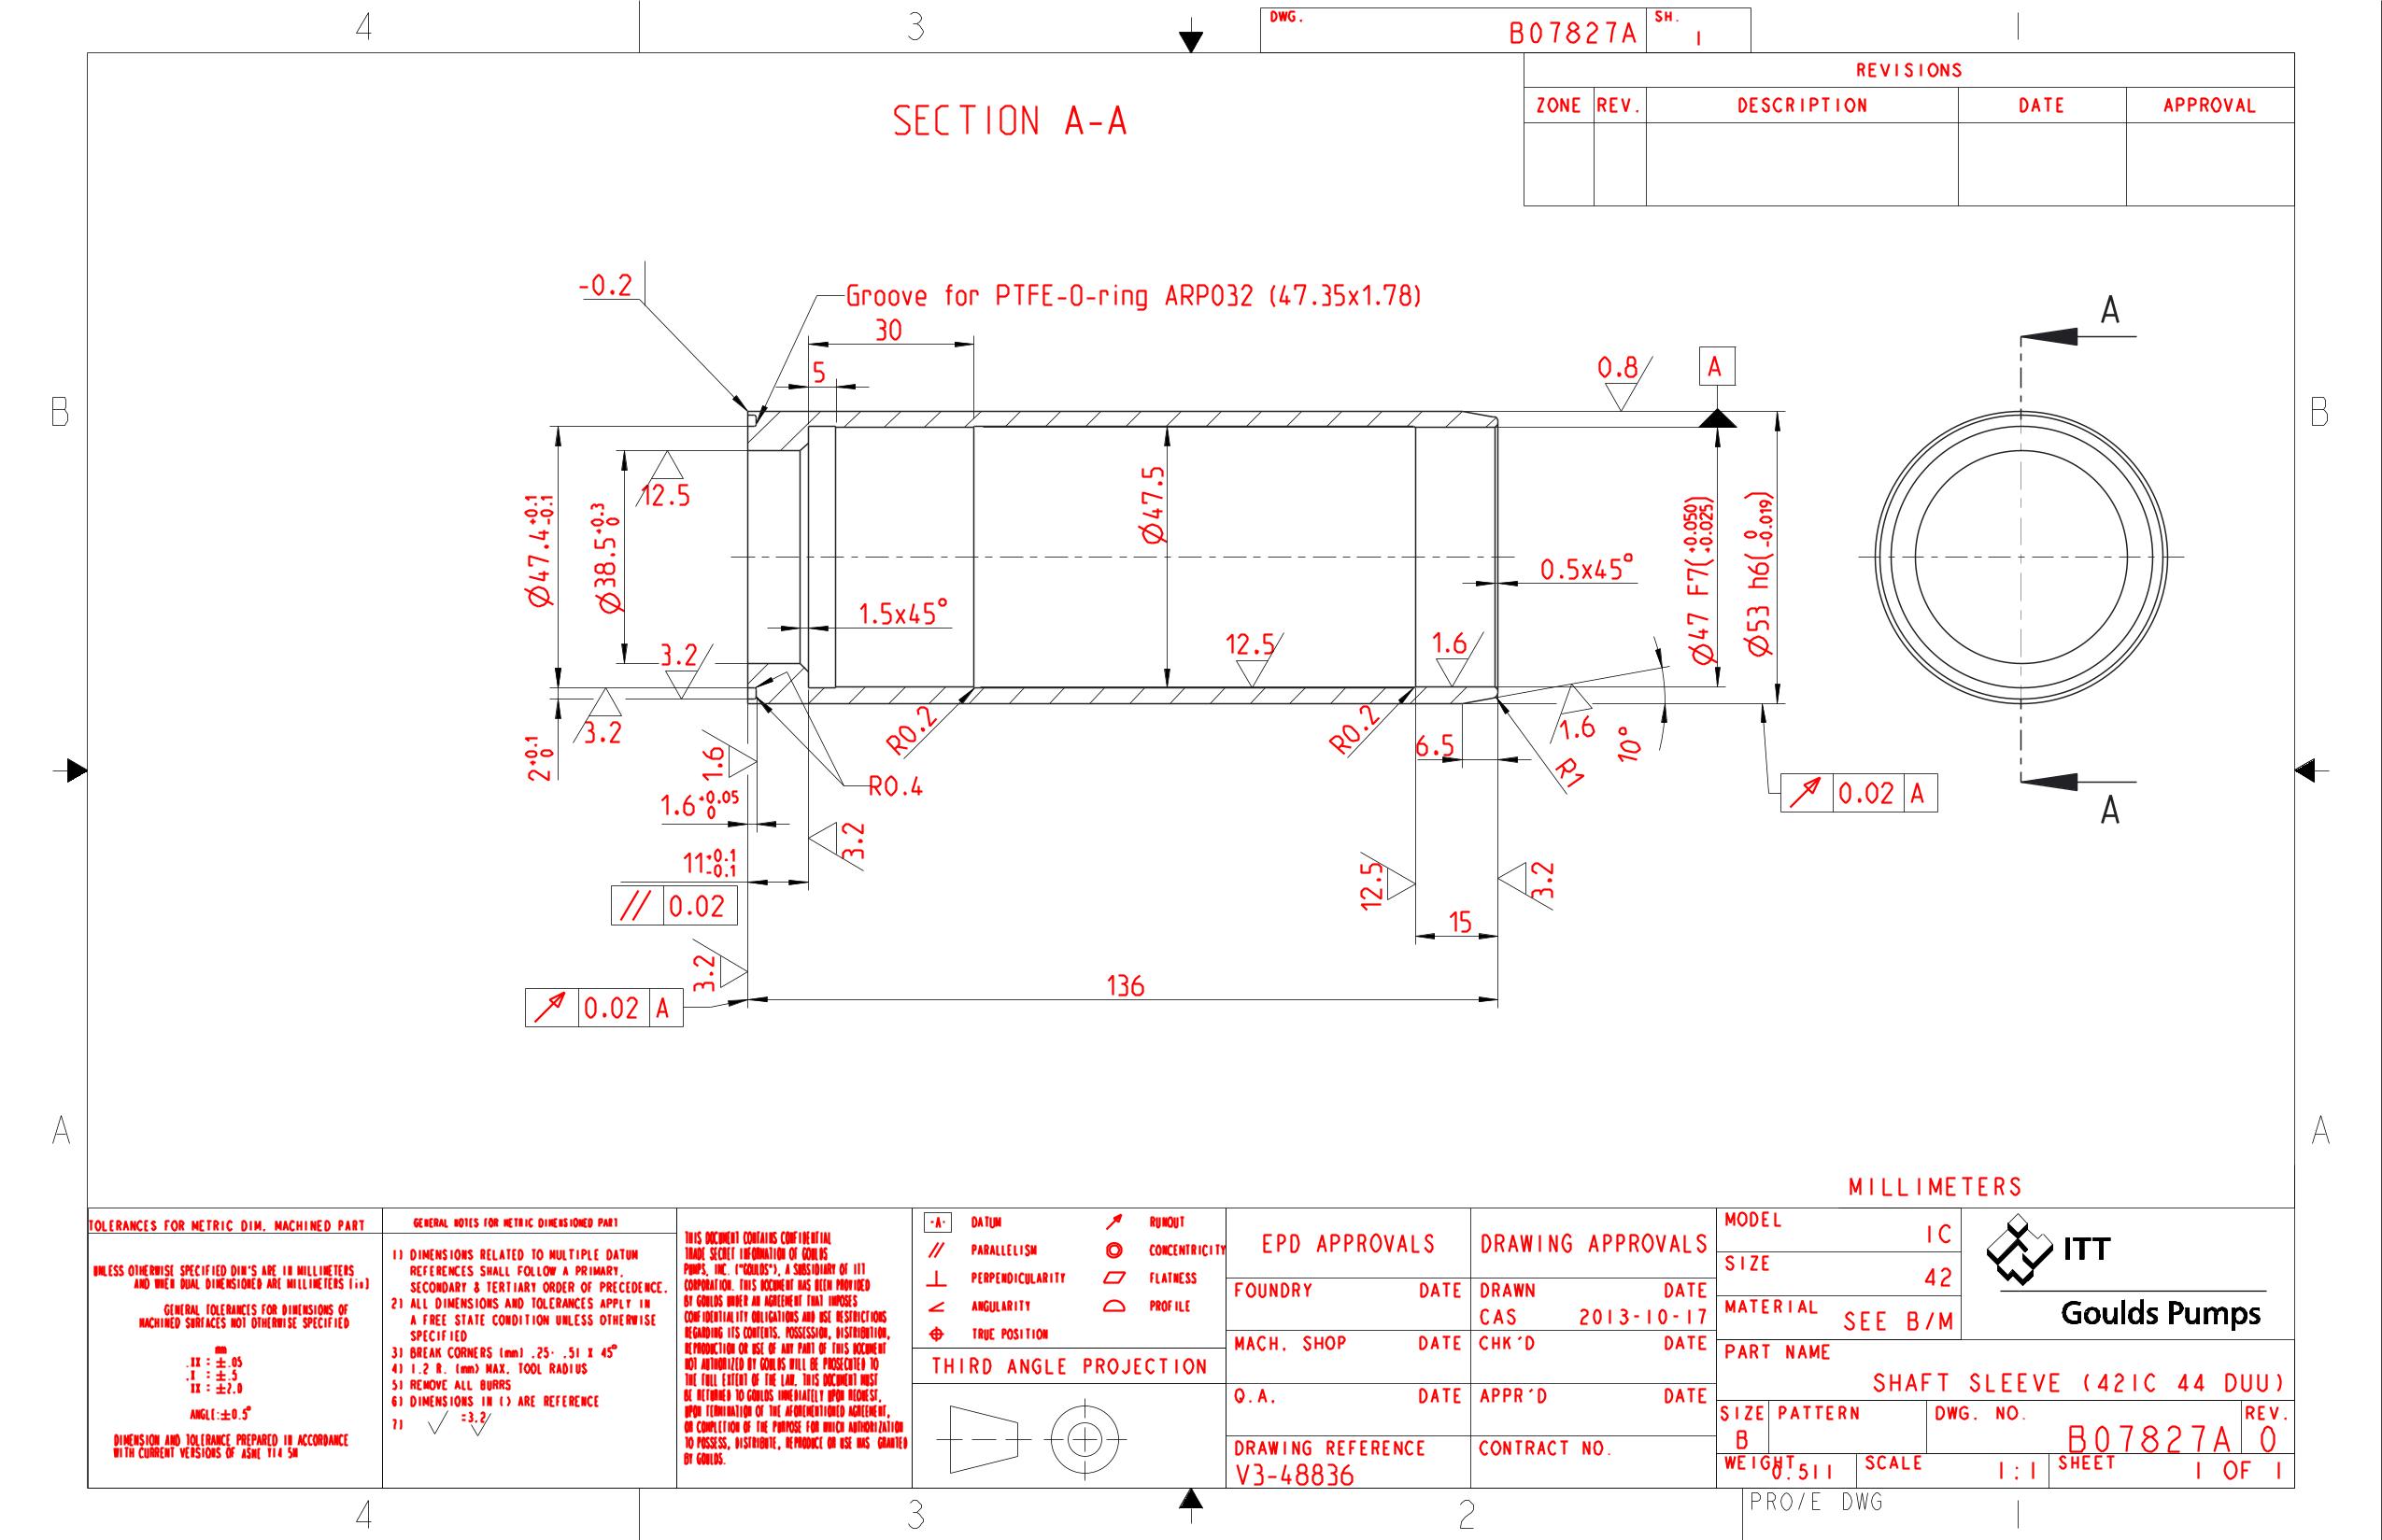 4
3
DWG.
B07827A
SH.
1
REVISIONS
ZONE REV. DESCRIPTION DATE APPROVAL
SECTION A-A
-0.2
Groove for PTFE-O-ring ARP032 (47.35x1.78)
30
5
0.8
A
A
B
B
12.5
Ø47.4 +0.1 -0.1
Ø38.5 +0.3 0
Ø47.5
Ø47 F7(+0.050 +0.025)
Ø53 h6(0 -0.019)
0.5x45°
1.5x45°
3.2
12.5
1.6
3.2
R0.2
R0.2
1.6
10°
6.5
R1
2 +0.1 0
1.6
R0.4
0.02 A
A
1.6 +0.05 0
3.2
11 +0.1 -0.1
// 0.02
12.5
3.2
15
3.2
136
0.02 A
A
A
MILLIMETERS
TOLERANCES FOR METRIC DIM. MACHINED PART
UNLESS OTHERWISE SPECIFIED DIM'S ARE IN MILLIMETERS
AND WHEN DUAL DIMENSIONED ARE MILLIMETERS [in]
GENERAL TOLERANCES FOR DIMENSIONS OF
MACHINED SURFACES NOT OTHERWISE SPECIFIED
mm
.XX : ±.05
.X : ±.5
XX : ±2.0
ANGLE:±0.5°
DIMENSION AND TOLERANCE PREPARED IN ACCORDANCE
WITH CURRENT VERSIONS OF ASME Y14 5M
GENERAL NOTES FOR METRIC DIMENSIONED PART
1) DIMENSIONS RELATED TO MULTIPLE DATUM
REFERENCES SHALL FOLLOW A PRIMARY,
SECONDARY & TERTIARY ORDER OF PRECEDENCE.
2) ALL DIMENSIONS AND TOLERANCES APPLY IN
A FREE STATE CONDITION UNLESS OTHERWISE
SPECIFIED
3) BREAK CORNERS (mm) .25- .51 X 45°
4) 1.2 R. (mm) MAX. TOOL RADIUS
5) REMOVE ALL BURRS
6) DIMENSIONS IN () ARE REFERENCE
7) =3.2
THIS DOCUMENT CONTAINS CONFIDENTIAL
TRADE SECRET INFORMATION OF GOULDS
PUMPS, INC. ("GOULDS"), A SUBSIDIARY OF ITT
CORPORATION. THIS DOCUMENT HAS BEEN PROVIDED
BY GOULDS UNDER AN AGREEMENT THAT IMPOSES
CONFIDENTIALITY OBLIGATIONS AND USE RESTRICTIONS
REGARDING ITS CONTENTS. POSSESSION, DISTRIBUTION,
REPRODUCTION OR USE OF ANY PART OF THIS DOCUMENT
NOT AUTHORIZED BY GOULDS WILL BE PROSECUTED TO
THE FULL EXTENT OF THE LAW. THIS DOCUMENT MUST
BE RETURNED TO GOULDS IMMEDIATELY UPON REQUEST,
UPON TERMINATION OF THE AFOREMENTIONED AGREEMENT,
OR COMPLETION OF THE PURPOSE FOR WHICH AUTHORIZATION
TO POSSESS, DISTRIBUTE, REPRODUCE OR USE WAS GRANTED
BY GOULDS.
-A- DATUM RUNOUT
// PARALLELISM CONCENTRICITY
PERPENDICULARITY FLATNESS
ANGULARITY PROFILE
TRUE POSITION
THIRD ANGLE PROJECTION
EPD APPROVALS
FOUNDRY DATE
MACH. SHOP DATE
Q.A. DATE
DRAWING REFERENCE
V3-48836
DRAWING APPROVALS
DRAWN DATE
CAS 2013-10-17
CHK'D DATE
APPR'D DATE
CONTRACT NO.
MODEL
IC
SIZE
42
MATERIAL
SEE B/M
ITT
Goulds Pumps
PART NAME
SHAFT SLEEVE (42IC 44 DUU)
SIZE PATTERN DWG. NO. REV.
B B07827A 0
WEIGHT 0.511 SCALE 1:1 SHEET 1 OF 1
PRO/E DWG
4
3
2